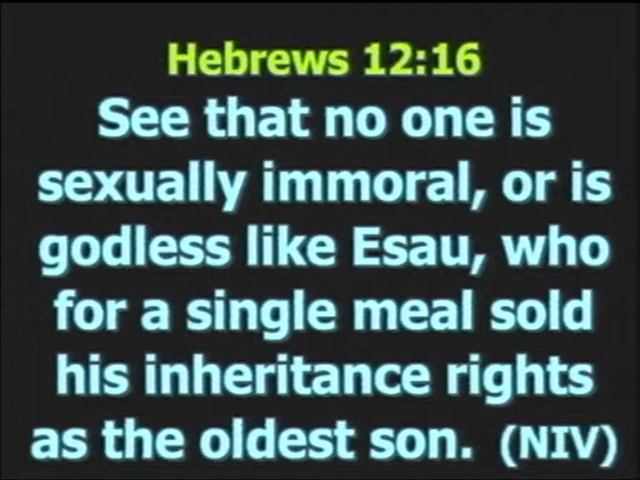 Hebrews 12:16
See that no one is
sexually immoral, or is
godless like Esau, who
for a single meal sold
his inheritance rights
as the oldest son. (NIV)